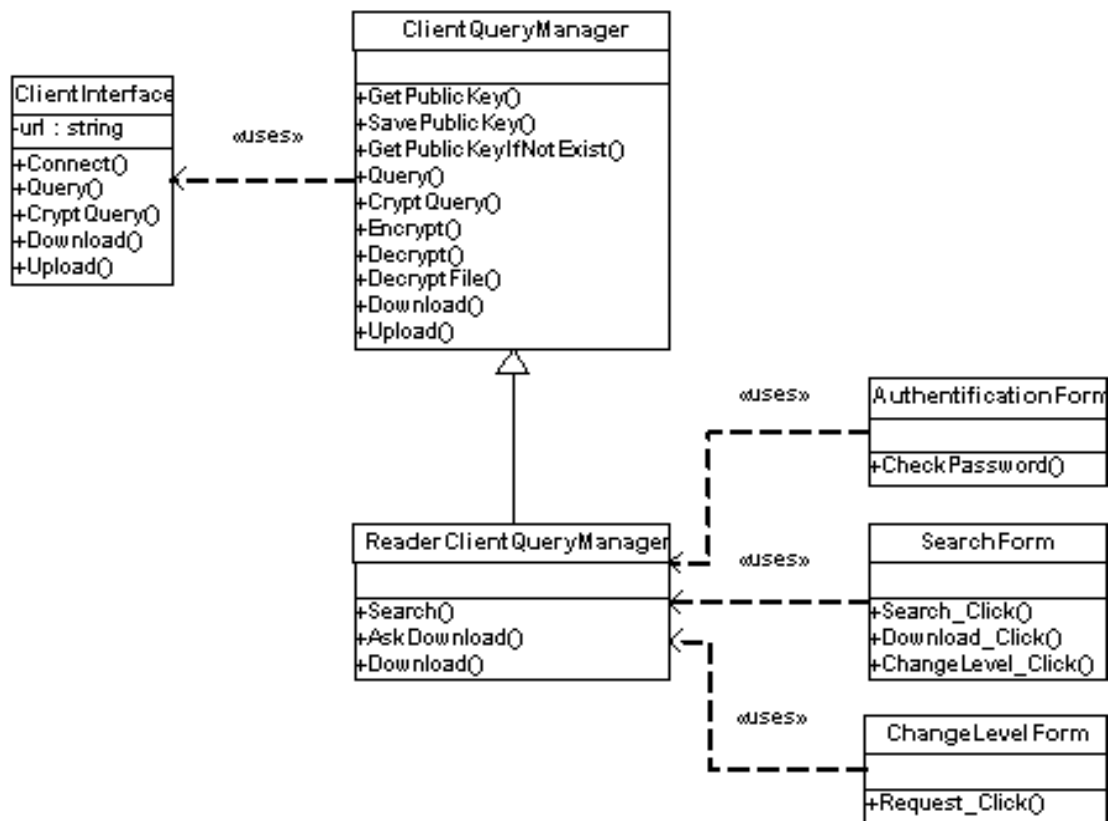 ClientQueryManager
+GetPublicKey()
+SavePublicKey()
+GetPublicKeyIfNotExist()
+Query()
+CryptQuery()
+Encrypt()
+Decrypt()
+DecryptFile()
+Download()
+Upload()
ClientInterface
-url : string
+Connect()
+Query()
+CryptQuery()
+Download()
+Upload()
«uses»
ReaderClientQueryManager
+Search()
+AskDownload()
+Download()
«uses»
AuthentificationForm
+CheckPassword()
«uses»
SearchForm
+Search_Click()
+Download_Click()
+ChangeLevel_Click()
«uses»
ChangeLevelForm
+Request_Click()